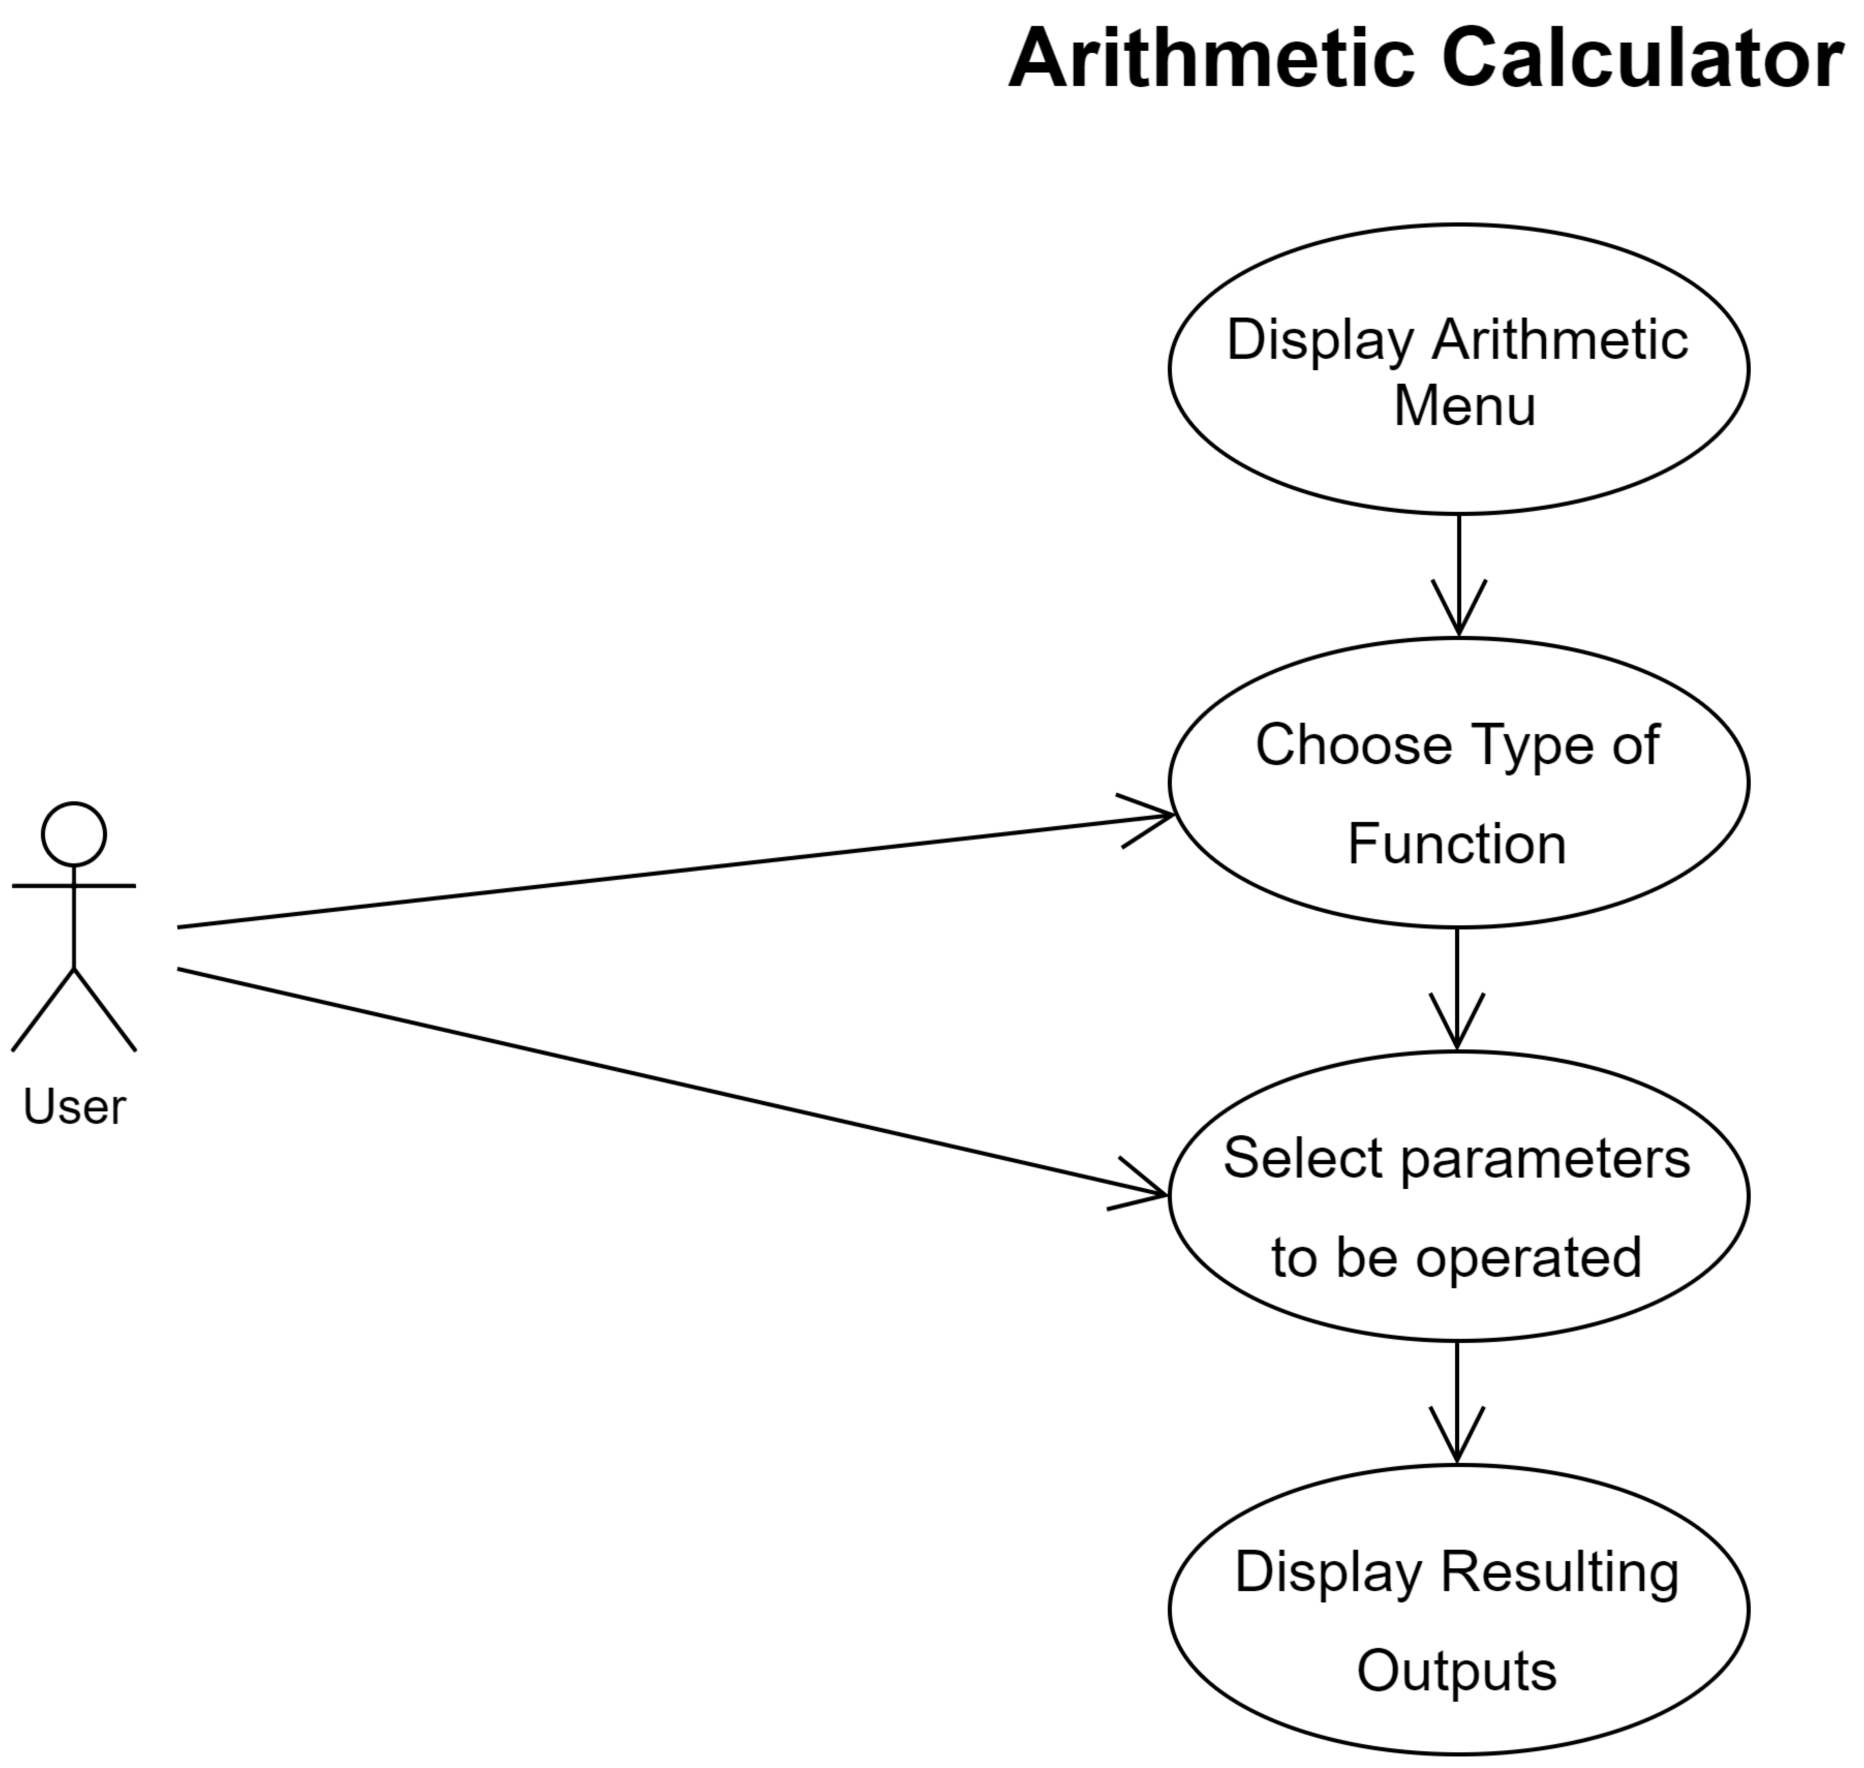 Arithmetic Calculator
Display Arithmetic
Menu
Choose Type of
Function
User
Select parameters
to be operated
Display Resulting
Outputs